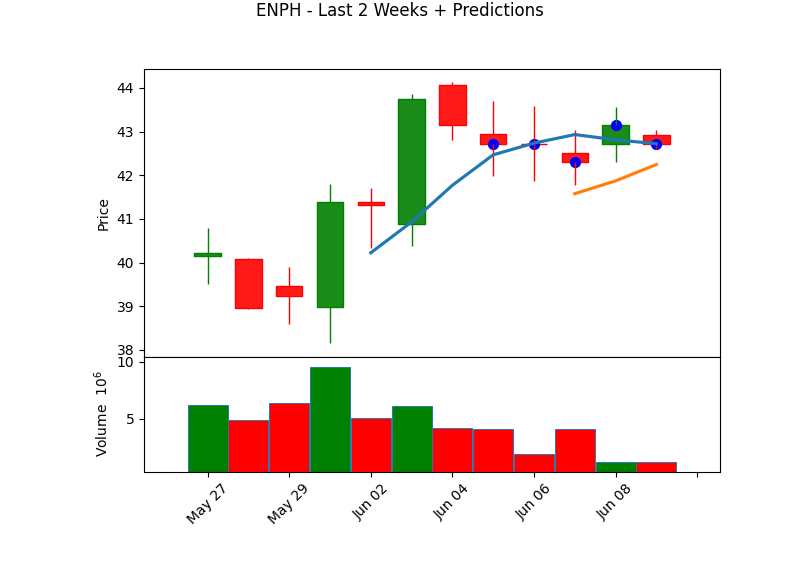 ENPH - Last 2 Weeks + Predictions
Price
44
43
42
41
40
39
38
Volume 10^6
10
5
May 27
May 29
Jun 02
Jun 04
Jun 06
Jun 08